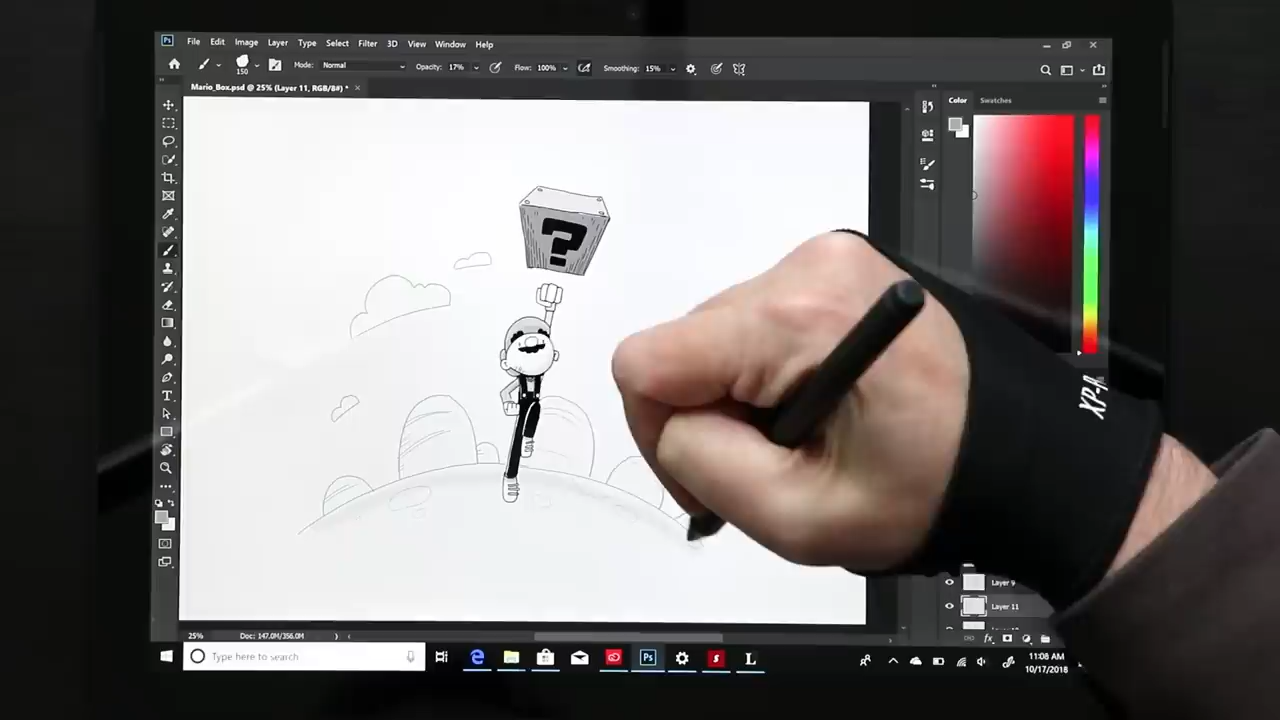 Ps File Edit Image Layer Type Select Filter 3D View Window Help
150 Mode: Normal Opacity: 17% Flow: 100% Smoothing: 15%
Mario_Box.psd @ 25% (Layer 11, RGB/8#) *
Color Swatches
?
T
Layer 9
Layer 11
25% Doc: 147.0M/356.0M
Type here to search
Ps
S
L
11:08 AM
10/17/2018